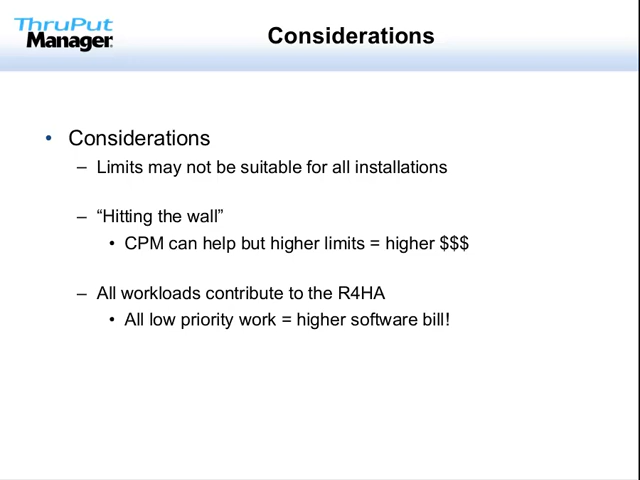 ThruPut
Manager
Considerations
• Considerations
– Limits may not be suitable for all installations
– “Hitting the wall”
• CPM can help but higher limits = higher $$$
– All workloads contribute to the R4HA
• All low priority work = higher software bill!